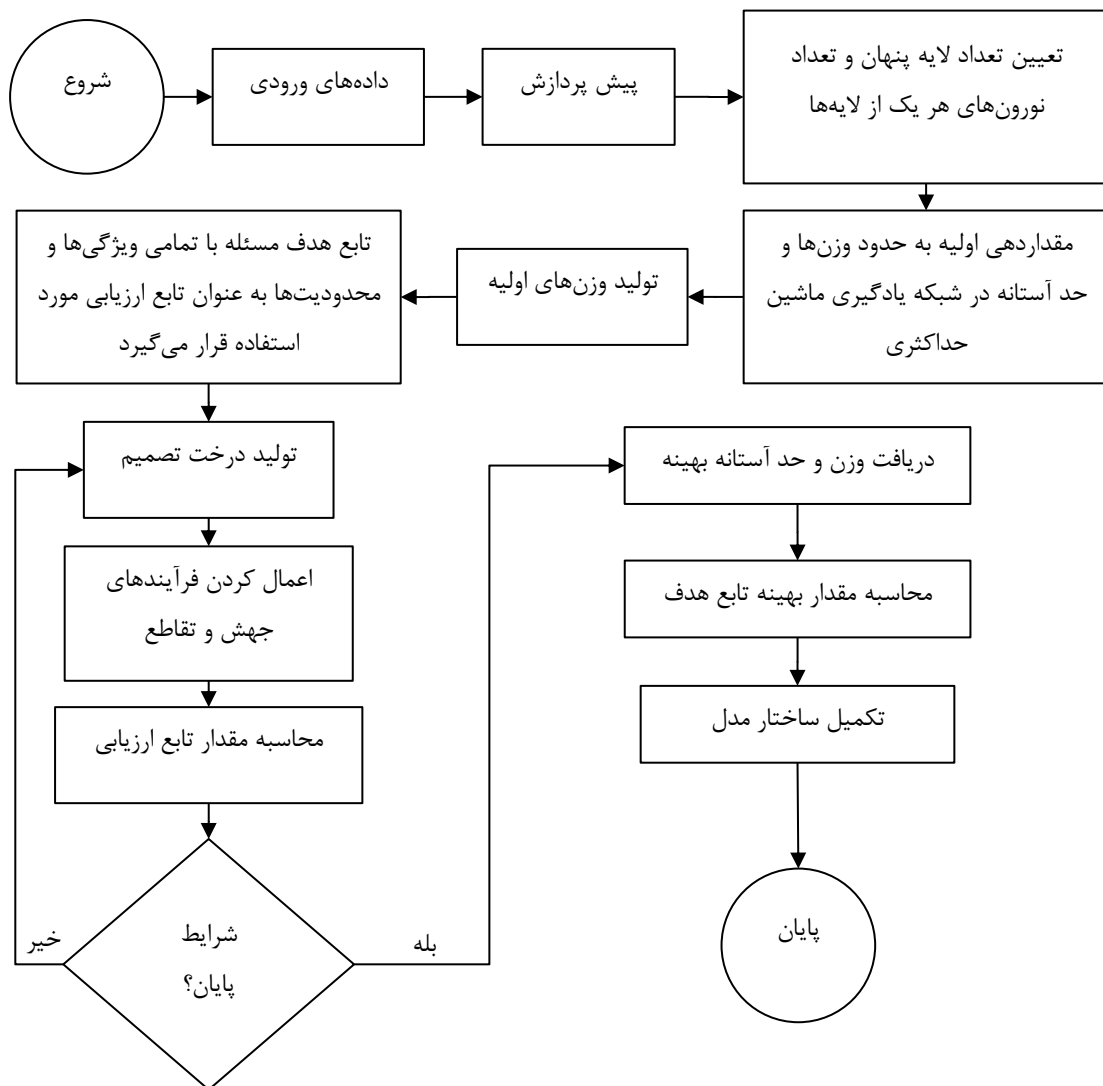 شروع
داده‌های ورودی
پیش پردازش
تعیین تعداد لایه پنهان و تعداد
نورون‌های هر یک از لایه‌ها
مقداردهی اولیه به حدود وزن‌ها و
حد آستانه در شبکه یادگیری ماشین
حداکثری
تولید وزن‌های اولیه
تابع هدف مسئله با تمامی ویژگی‌ها و
محدودیت‌ها به عنوان تابع ارزیابی مورد
استفاده قرار می‌گیرد
تولید درخت تصمیم
اعمال کردن فرآیندهای
جهش و تقاطع
محاسبه مقدار تابع ارزیابی
شرایط
پایان؟
خیر
بله
دریافت وزن و حد آستانه بهینه
محاسبه مقدار بهینه تابع هدف
تکمیل ساختار مدل
پایان